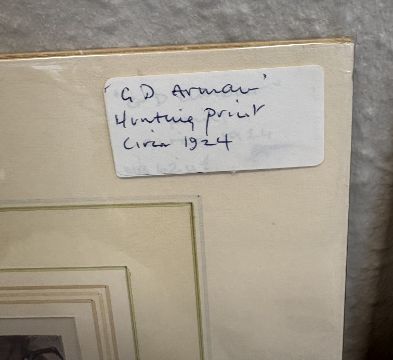 'G D Armour'
Hunting print
Circa 1924